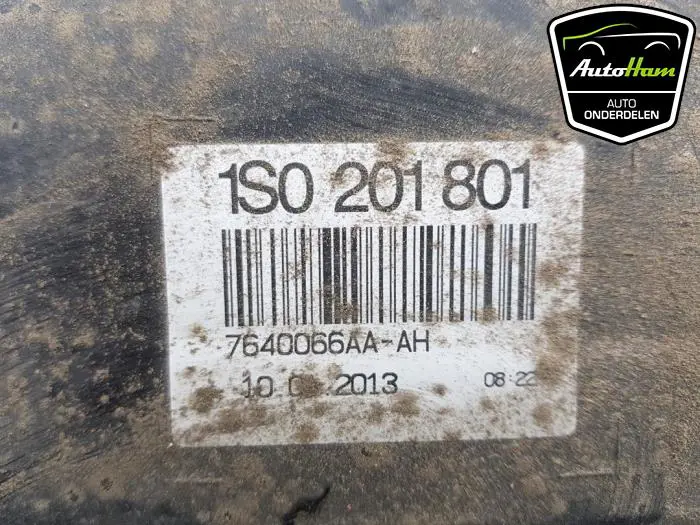 AutoHam
AUTO
ONDERDELEN
1S0 201 801
7640066AA-AH
2013 08:22